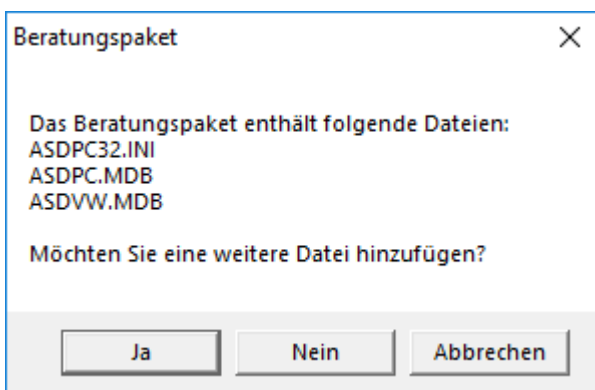 Beratungspaket
Das Beratungspaket enthält folgende Dateien:
ASDPC32.INI
ASDPC.MDB
ASDVW.MDB
Möchten Sie eine weitere Datei hinzufügen?
Ja
Nein
Abbrechen